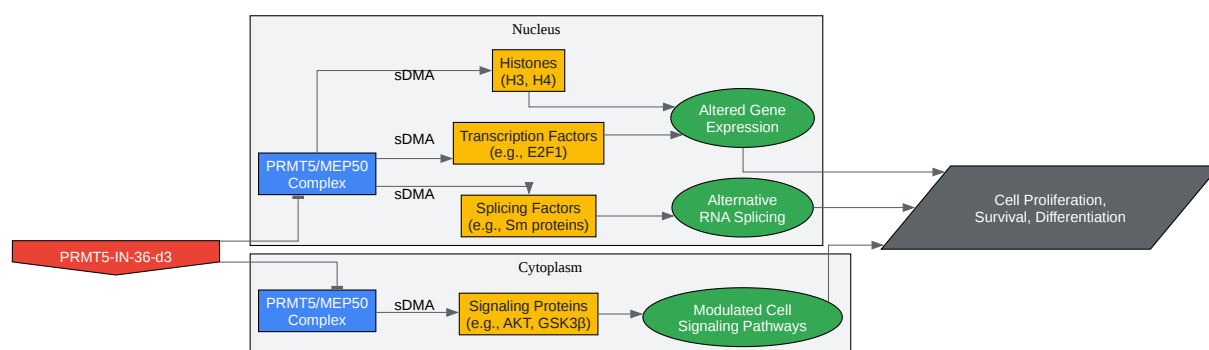 Nucleus
sDMA
Histones
(H3, H4)
Altered Gene
Expression
sDMA
Transcription Factors
(e.g., E2F1)
PRMT5/MEP50
Complex
sDMA
Splicing Factors
(e.g., Sm proteins)
Alternative
RNA Splicing
Cell Proliferation,
Survival, Differentiation
PRMT5-IN-36-d3
Cytoplasm
PRMT5/MEP50
Complex
sDMA
Signaling Proteins
(e.g., AKT, GSK3β)
Modulated Cell
Signaling Pathways